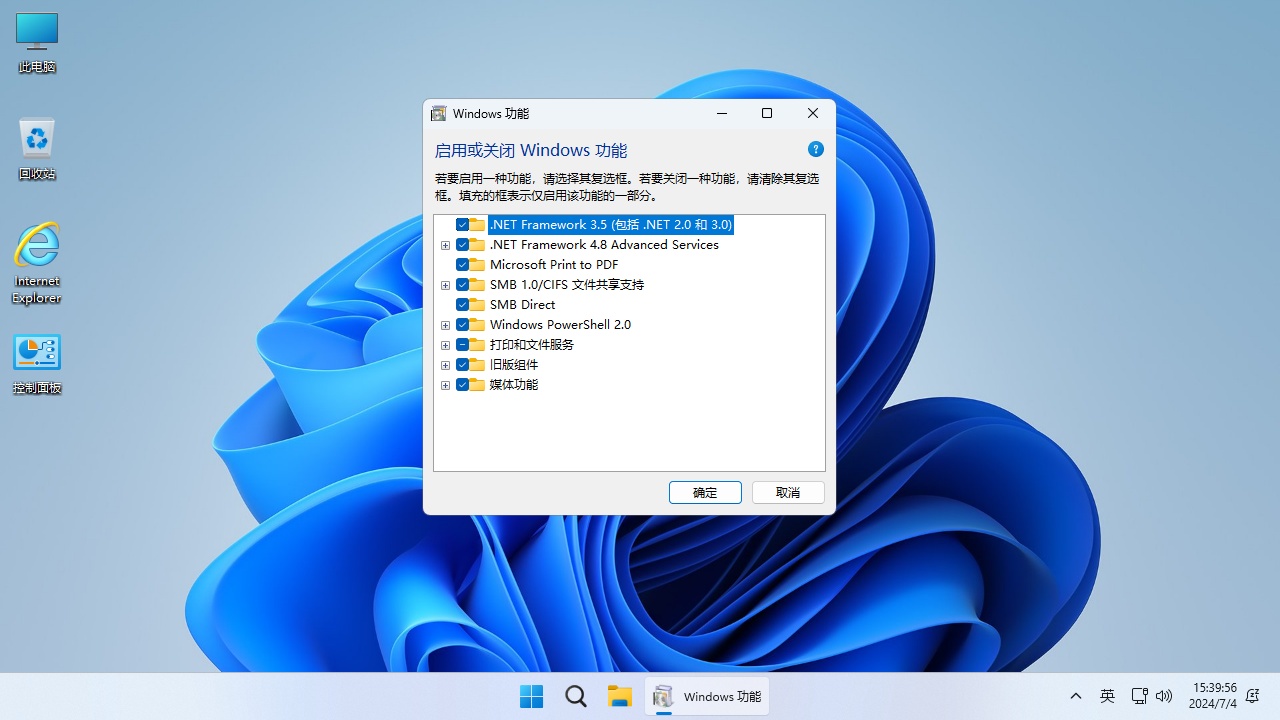 此电脑
回收站
Internet
Explorer
控制面板
Windows 功能
启用或关闭 Windows 功能
若要启用一种功能，请选择其复选框。若要关闭一种功能，请清除其复选
框。填充的框表示仅启用该功能的一部分。
.NET Framework 3.5 (包括 .NET 2.0 和 3.0)
.NET Framework 4.8 Advanced Services
Microsoft Print to PDF
SMB 1.0/CIFS 文件共享支持
SMB Direct
Windows PowerShell 2.0
打印和文件服务
旧版组件
媒体功能
确定
取消
Windows 功能
英
15:39:56
2024/7/4